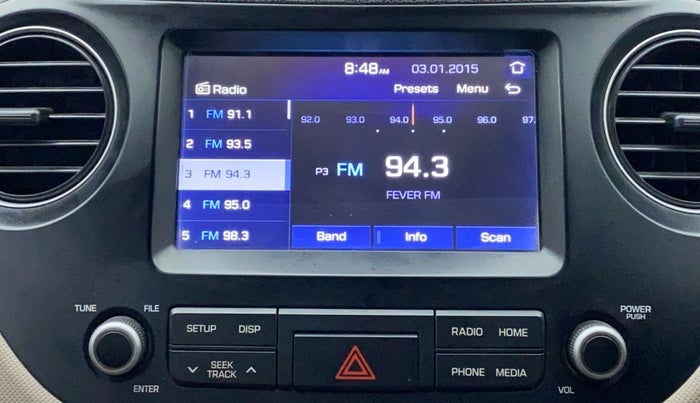 8:48AM 03.01.2015
Radio Presets Menu
1 FM 91.1
2 FM 93.5
3 FM 94.3
4 FM 95.0
5 FM 98.3
92.0 93.0 94.0 95.0 96.0 97.
P3 FM 94.3
FEVER FM
Band Info Scan
TUNE FILE
ENTER
SETUP DISP
SEEK
TRACK
RADIO HOME
PHONE MEDIA
POWER
PUSH
VOL